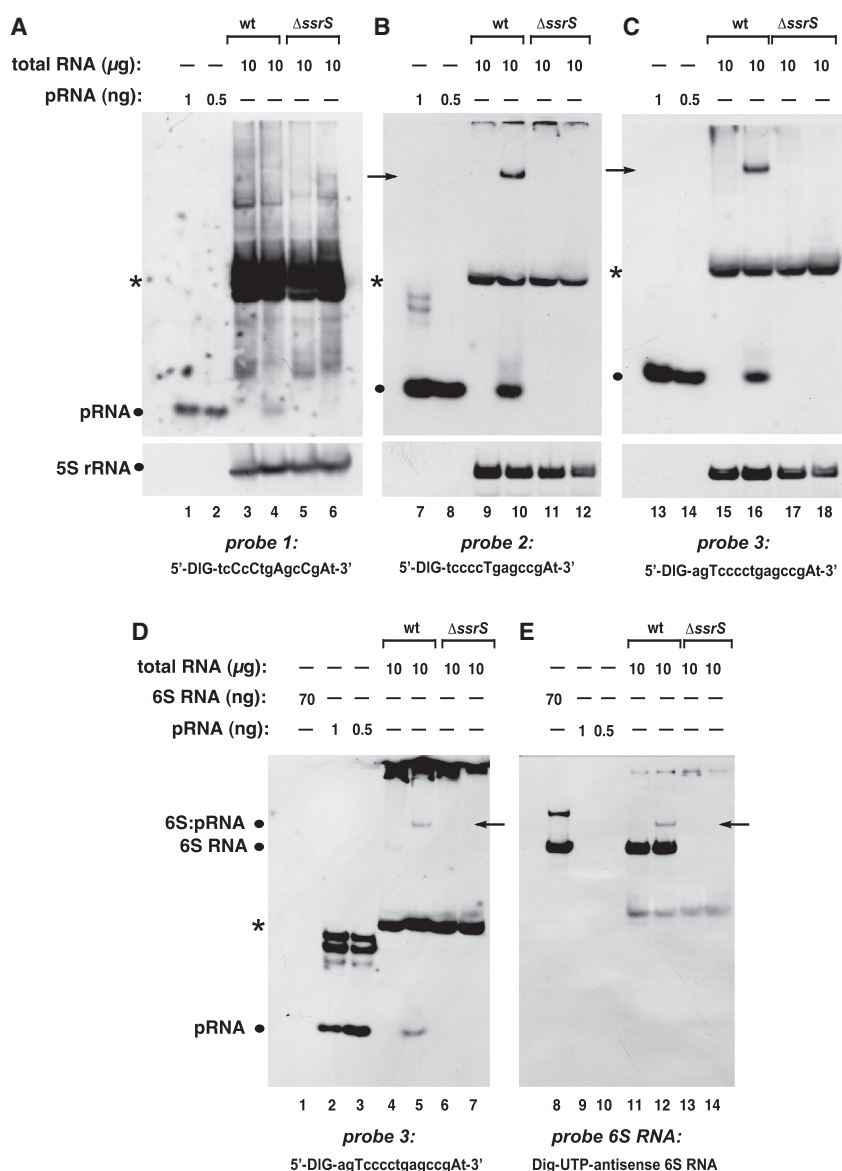 A wt ΔssrS B wt ΔssrS C wt ΔssrS
total RNA (µg): — — 10 10 10 10 — — 10 10 10 10 — — 10 10 10 10
pRNA (ng): 1 0.5 — — — — 1 0.5 — — — — 1 0.5 — — — —
* * *
pRNA
5S rRNA
1 2 3 4 5 6 7 8 9 10 11 12 13 14 15 16 17 18
probe 1: probe 2: probe 3:
5’-DIG-tcCcCtgAgcCgAt-3’ 5’-DIG-tccccTgagccgAt-3’ 5’-DIG-agTcccctgagccgAt-3’
D wt ΔssrS E wt ΔssrS
total RNA (µg): — — — 10 10 10 10 — — — 10 10 10 10
6S RNA (ng): 70 — — — — — — 70 — — — — — —
pRNA (ng): — 1 0.5 — — — — — 1 0.5 — — — —
6S:pRNA
6S RNA
*
pRNA
1 2 3 4 5 6 7 8 9 10 11 12 13 14
probe 3: probe 6S RNA:
5’-DIG-agTcccctgagccgAt-3’ Dig-UTP-antisense 6S RNA